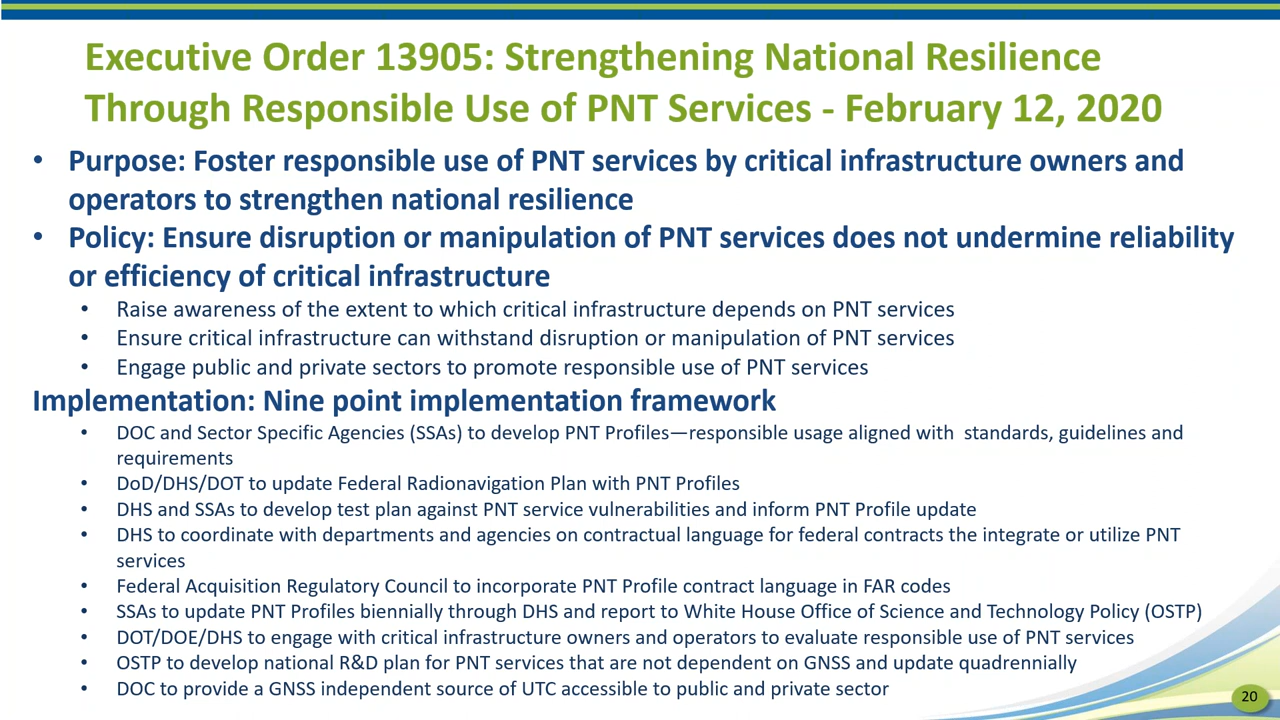 Executive Order 13905: Strengthening National Resilience
Through Responsible Use of PNT Services - February 12, 2020
• Purpose: Foster responsible use of PNT services by critical infrastructure owners and
operators to strengthen national resilience
• Policy: Ensure disruption or manipulation of PNT services does not undermine reliability
or efficiency of critical infrastructure
• Raise awareness of the extent to which critical infrastructure depends on PNT services
• Ensure critical infrastructure can withstand disruption or manipulation of PNT services
• Engage public and private sectors to promote responsible use of PNT services
Implementation: Nine point implementation framework
• DOC and Sector Specific Agencies (SSAs) to develop PNT Profiles—responsible usage aligned with  standards, guidelines and
requirements
• DoD/DHS/DOT to update Federal Radionavigation Plan with PNT Profiles
• DHS and SSAs to develop test plan against PNT service vulnerabilities and inform PNT Profile update
• DHS to coordinate with departments and agencies on contractual language for federal contracts the integrate or utilize PNT
services
• Federal Acquisition Regulatory Council to incorporate PNT Profile contract language in FAR codes
• SSAs to update PNT Profiles biennially through DHS and report to White House Office of Science and Technology Policy (OSTP)
• DOT/DOE/DHS to engage with critical infrastructure owners and operators to evaluate responsible use of PNT services
• OSTP to develop national R&D plan for PNT services that are not dependent on GNSS and update quadrennially
• DOC to provide a GNSS independent source of UTC accessible to public and private sector
20